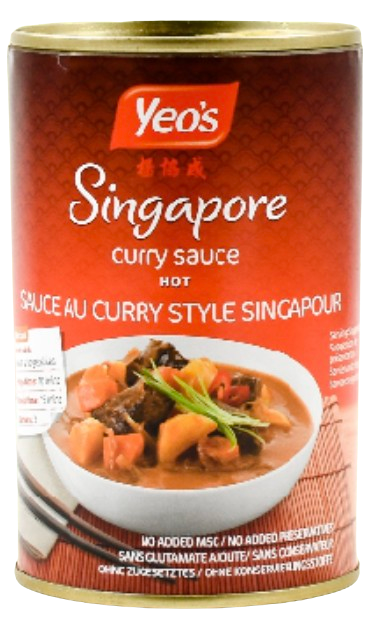 Yeo's
楊協成
Singapore
curry sauce
HOT
SAUCE AU CURRY STYLE SINGAPOUR
NO ADDED MSG / NO ADDED PRESERVATIVES
SANS GLUTAMATE AJOUTÉ / SANS CONSERVATEUR
OHNE ZUGESETZTES / OHNE KONSERVIERUNGSSTOFFE